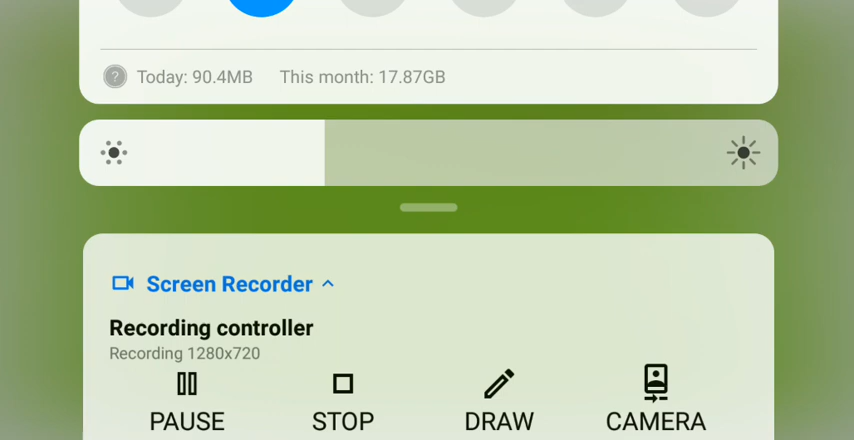 Today: 90.4MB This month: 17.87GB
Screen Recorder
Recording controller
Recording 1280x720
PAUSE STOP DRAW CAMERA